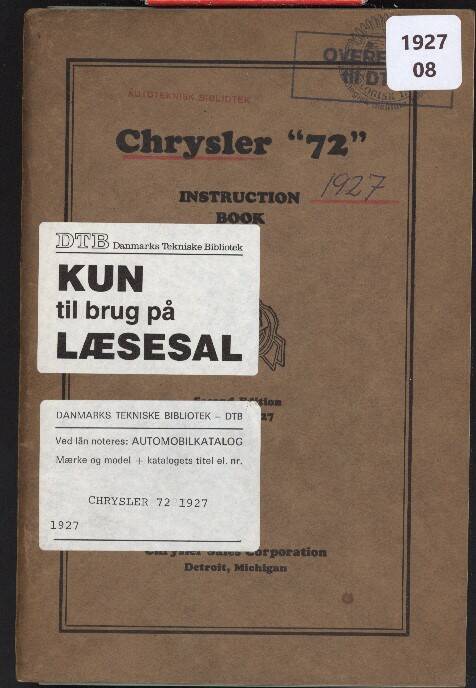 1927
08
AUTOTEKNISK BIBLIOTEK
Chrysler "72"
INSTRUCTION
1927
BOOK
DTB Danmarks Tekniske Bibliotek
KUN
til brug på
LÆSESAL
Edition
27
DANMARKS TEKNISKE BIBLIOTEK - DTB
Ved lån noteres: AUTOMOBILKATALOG
Mærke og model + katalogets titel el. nr.
CHRYSLER 72 1927
1927
Chrysler Sales Corporation
Detroit, Michigan